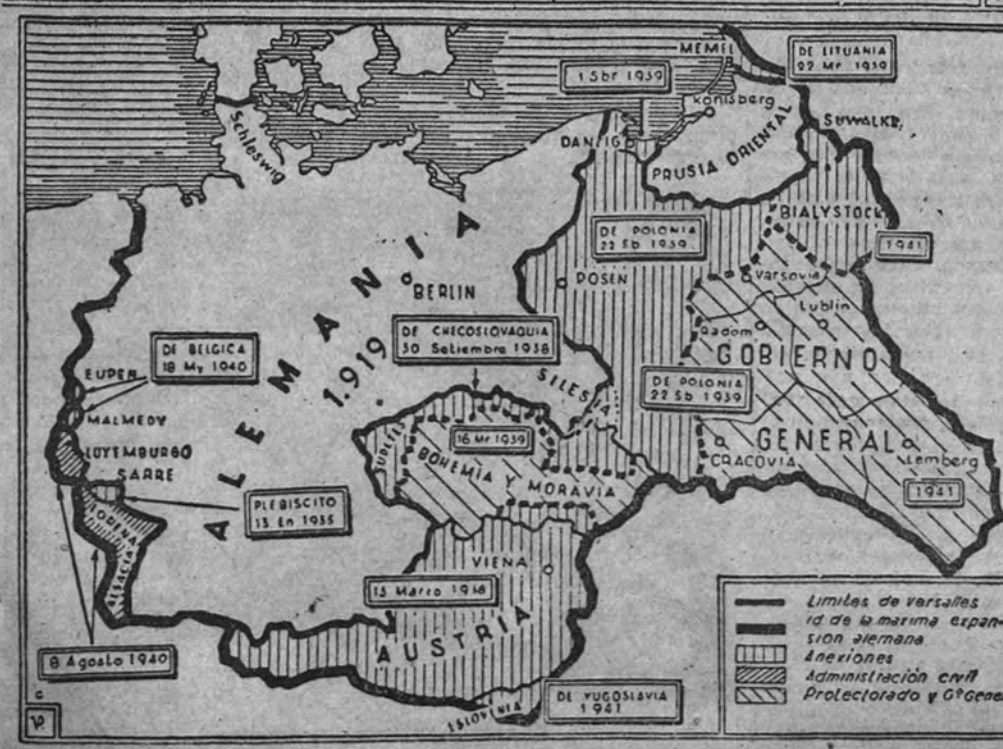 MEMEL
DE LITUANIA
22 Mr 1939
1 Sbr 1939
Konisberg
SUWALKI
DANZIG
PRUSIA ORIENTAL
Schleswig
BIALYSTOCK
DE POLONIA
22 Sb 1939
1941
POSEN
Varsovia
BERLIN
Lublin
ALEMANIA
1.919
Radom
DE CHECOSLOVAQUIA
30 Setiembre 1938
GOBIERNO
DE BELGICA
18 My 1940
SILESIA
DE POLONIA
22 Sb 1939
EUPEN
MALMEDY
GENERAL
SUDETES
16 Mr 1939
BOHEMIA Y MORAVIA
CRACOVIA
Lemberg
LUXEMBURGO
SARRE
1941
PLEBISCITO
13 En 1935
LORENA
ALSACIA
VIENA
13 Marzo 1938
AUSTRIA
8 Agosto 1940
DE YUGOSLAVIA
1941
Limites de versalles
id de la maxima expan-
sion alemana
Anexiones
Administración civil
Protectorado y Gº Gene